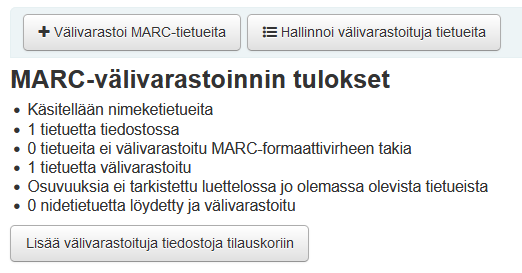 Välivarastoi MARC-tietueita
Hallinnoi välivarastoituja tietueita
MARC-välivarastoinnin tulokset
Käsitellään nimeketietueita
1 tietuetta tiedostossa
0 tietueita ei välivarastoitu MARC-formaattivirheen takia
1 tietuetta välivarastoitu
Osuvuuksia ei tarkistettu luettelossa jo olemassa olevista tietueista
0 nidetietuetta löydetty ja välivarastoitu
Lisää välivarastoituja tiedostoja tilauskoriin